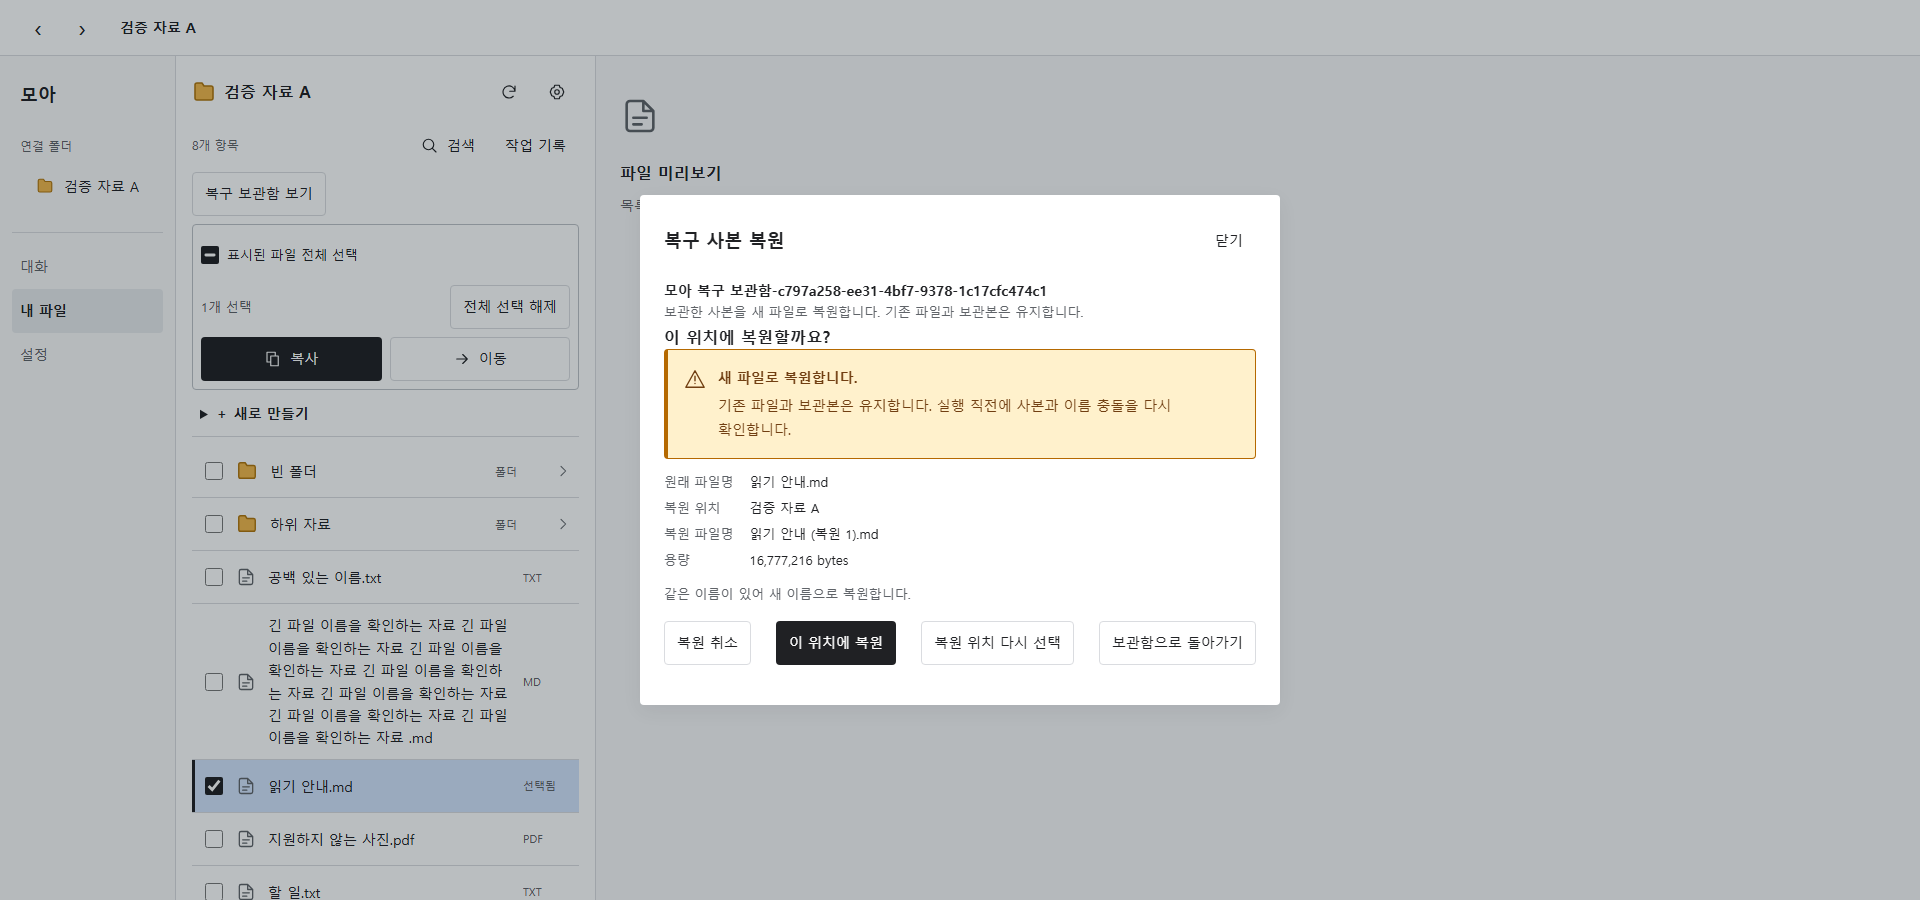 검증 자료 A
모아
연결 폴더
검증 자료 A
대화
내 파일
설정
검증 자료 A
8개 항목
검색
작업 기록
복구 보관함 보기
표시된 파일 전체 선택
1개 선택
전체 선택 해제
복사
이동
+ 새로 만들기
빈 폴더
폴더
하위 자료
폴더
공백 있는 이름.txt
TXT
긴 파일 이름을 확인하는 자료 긴 파일
이름을 확인하는 자료 긴 파일 이름을
확인하는 자료 긴 파일 이름을 확인하
는 자료 긴 파일 이름을 확인하는 자료
긴 파일 이름을 확인하는 자료 긴 파일
이름을 확인하는 자료 .md
MD
읽기 안내.md
선택됨
지원하지 않는 사진.pdf
PDF
할 일.txt
TXT
파일 미리보기
복구 사본 복원
닫기
모아 복구 보관함-c797a258-ee31-4bf7-9378-1c17cfc474c1
보관한 사본을 새 파일로 복원합니다. 기존 파일과 보관본은 유지합니다.
이 위치에 복원할까요?
새 파일로 복원합니다.
기존 파일과 보관본은 유지합니다. 실행 직전에 사본과 이름 충돌을 다시
확인합니다.
원래 파일명 읽기 안내.md
복원 위치 검증 자료 A
복원 파일명 읽기 안내 (복원 1).md
용량 16,777,216 bytes
같은 이름이 있어 새 이름으로 복원합니다.
복원 취소
이 위치에 복원
복원 위치 다시 선택
보관함으로 돌아가기